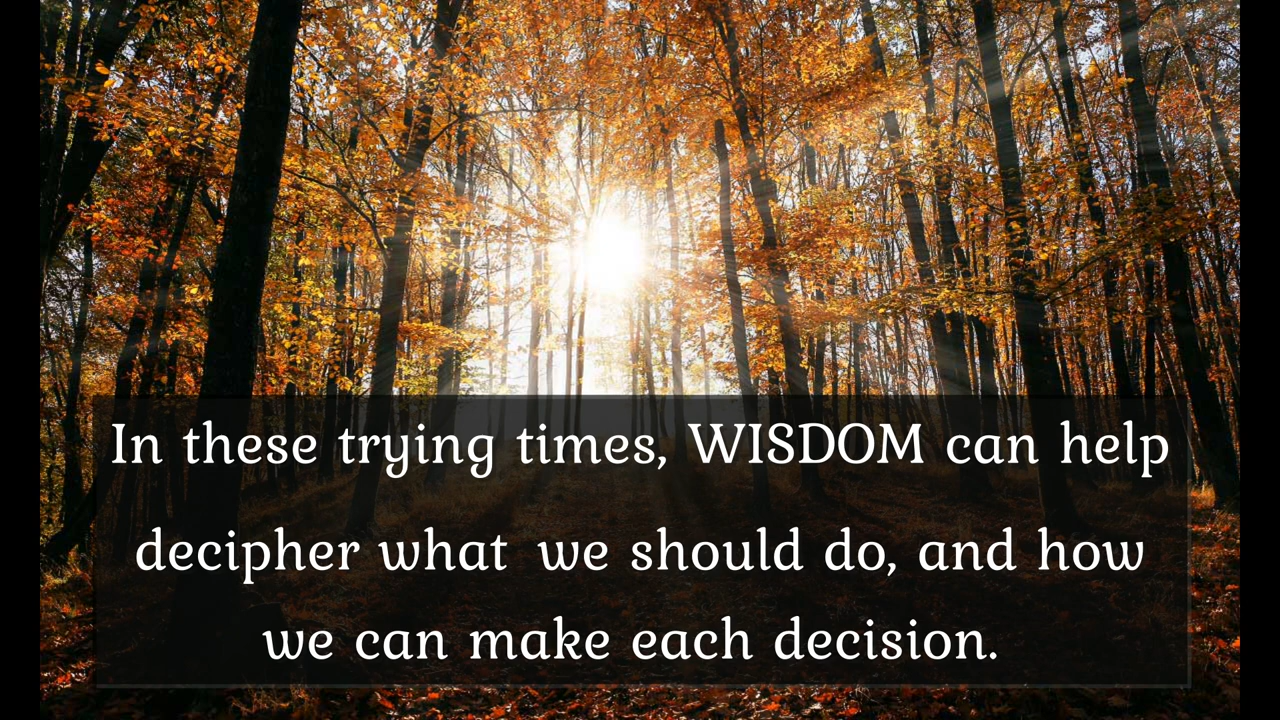 In these trying times, WISDOM can help
decipher what we should do, and how
we can make each decision.